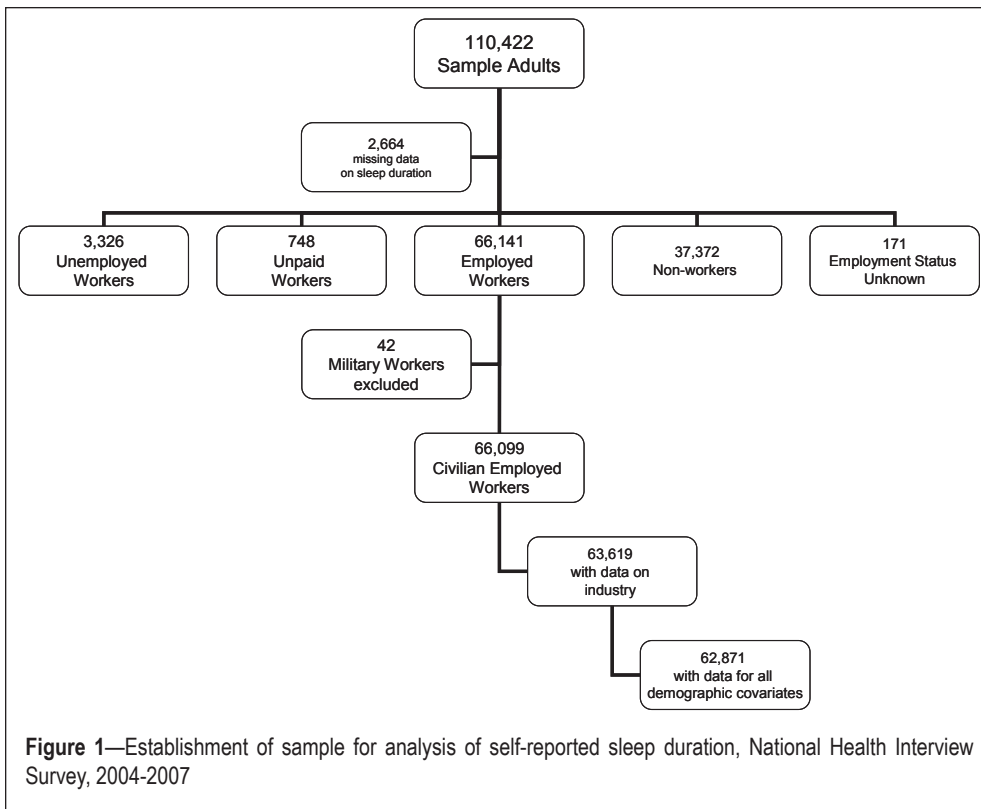 110,422
Sample Adults
2,664
missing data
on sleep duration
3,326
Unemployed
Workers
748
Unpaid
Workers
66,141
Employed
Workers
37,372
Non-workers
171
Employment Status
Unknown
42
Military Workers
excluded
66,099
Civilian Employed
Workers
63,619
with data on
industry
62,871
with data for all
demographic covariates
Figure 1—Establishment of sample for analysis of self-reported sleep duration, National Health Interview
Survey, 2004-2007